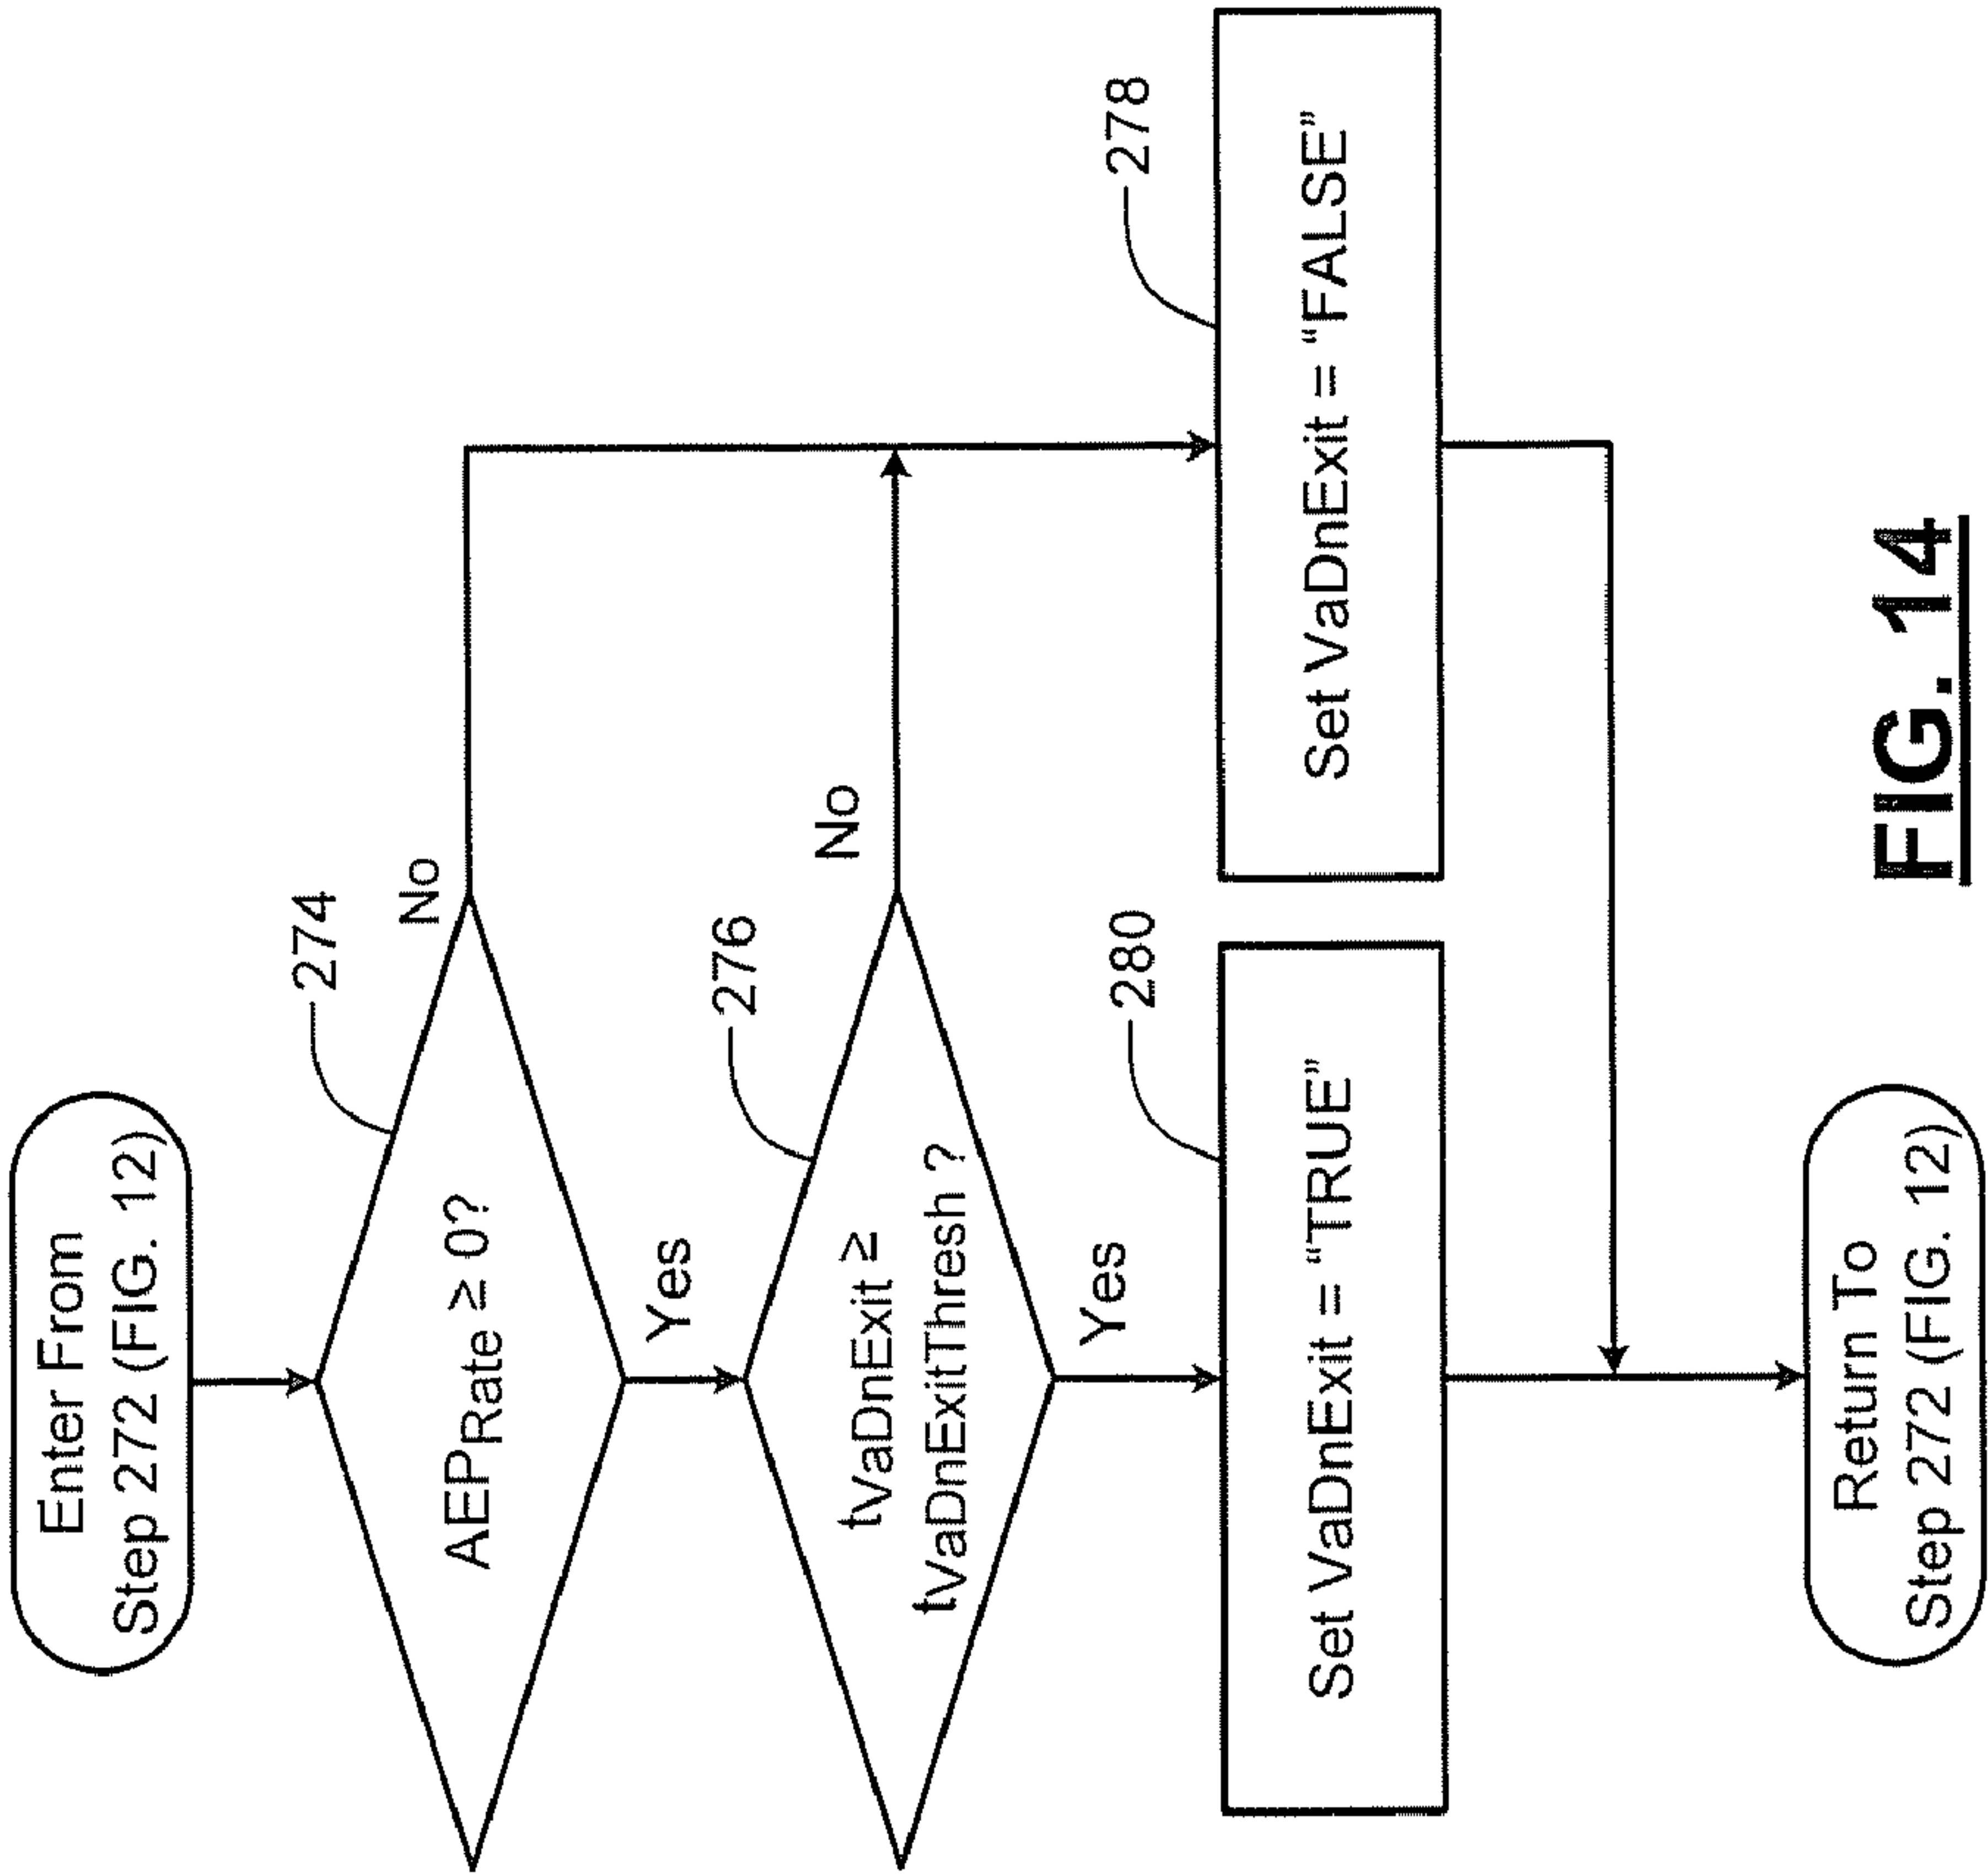 Enter From
Step 272 (FIG. 12)
274
AEPRate ≥ 0?
No
Yes
276
tVaDnExit ≥
tVaDnExitThresh ?
No
Yes
280
Set VaDnExit = “TRUE”
278
Set VaDnExit = “FALSE”
Return To
Step 272 (FIG. 12)
FIG. 14